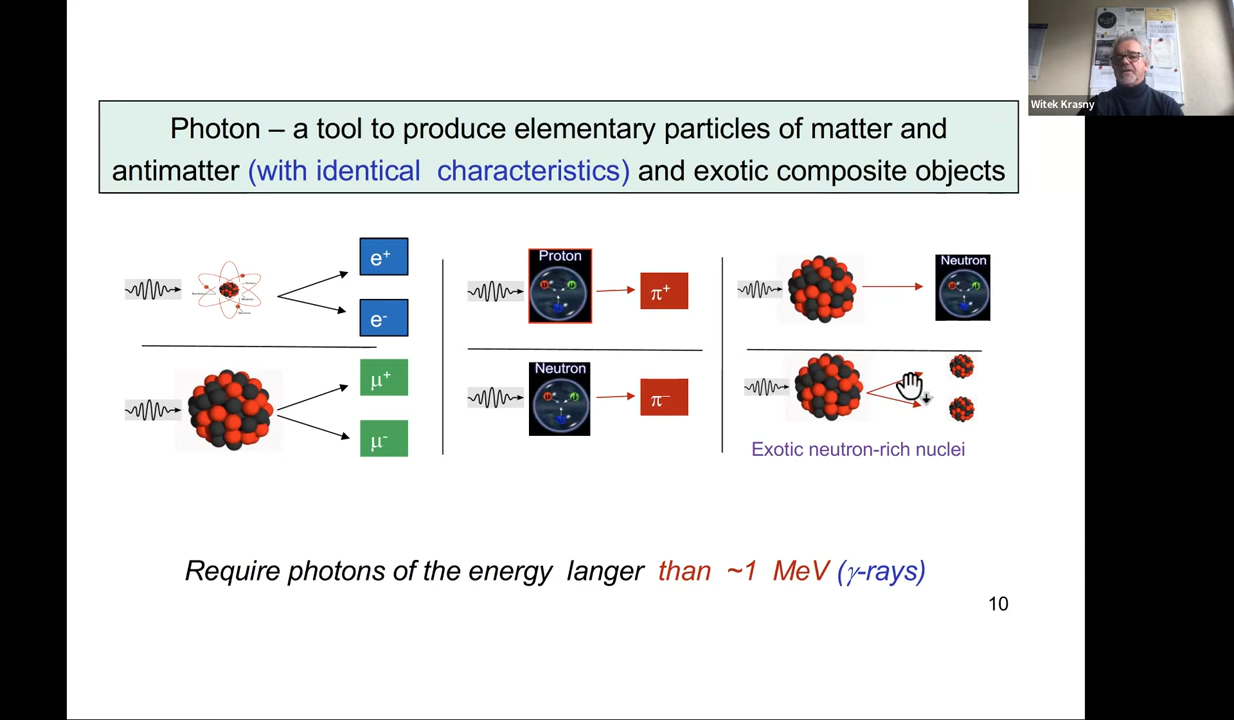 Witek Krasny
Photon – a tool to produce elementary particles of matter and
antimatter (with identical characteristics) and exotic composite objects
e+
e-
μ+
μ-
Proton
π+
Neutron
π–
Neutron
Exotic neutron-rich nuclei
Require photons of the energy langer than ~1 MeV (γ-rays)
10